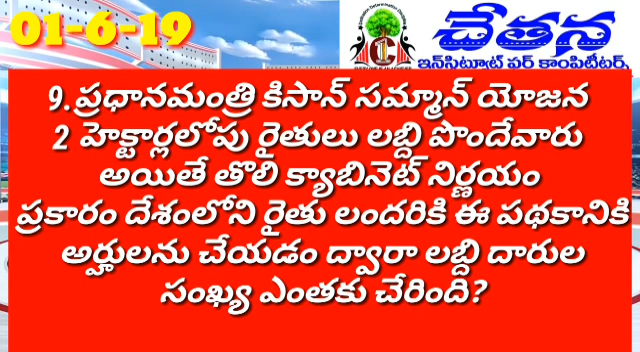 01-6-19
చేతన
ఇన్‌సిట్యూట్ ఫర్ కాంపిటీటర్స్
9.ప్రధానమంత్రి కిసాన్ సమ్మాన్ యోజన
2 హెక్టార్లలోపు రైతులు లబ్ది పొందేవారు
అయితే తొలి క్యాబినెట్ నిర్ణయం
ప్రకారం దేశంలోని రైతు లందరికి ఈ పథకానికి
అర్హులను చేయడం ద్వారా లబ్ది దారుల
సంఖ్య ఎంతకు చేరింది?